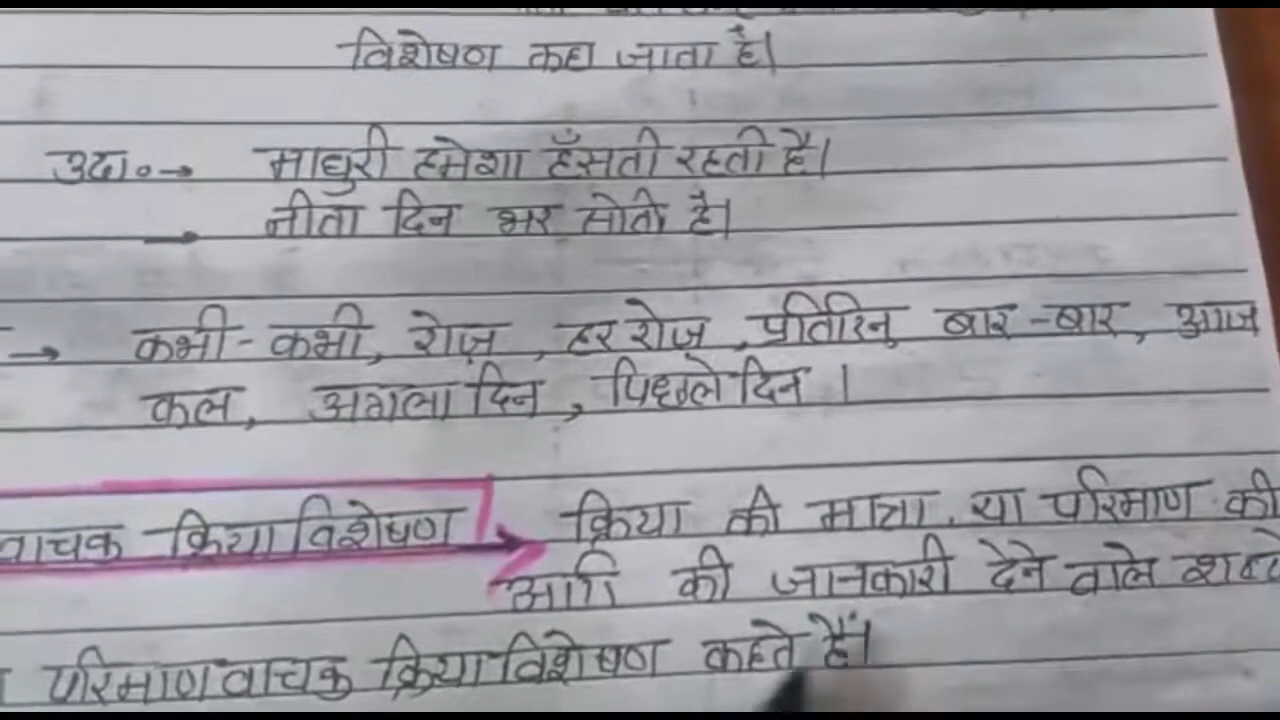 विशेषण कहा जाता है।
उदा०→ माधुरी हमेशा हँसती रहती है।
→ नीता दिन भर सोती है।
→ कभी-कभी, रोज़, हर रोज़, प्रतिदिन बार-बार, आज
कल, अगला दिन, पिछले दिन ।
वाचक क्रियाविशेषण → क्रिया की मात्रा या परिमाण की
आदि की जानकारी देने वाले शब्दो
परिमाणवाचक क्रियाविशेषण कहते हैं।